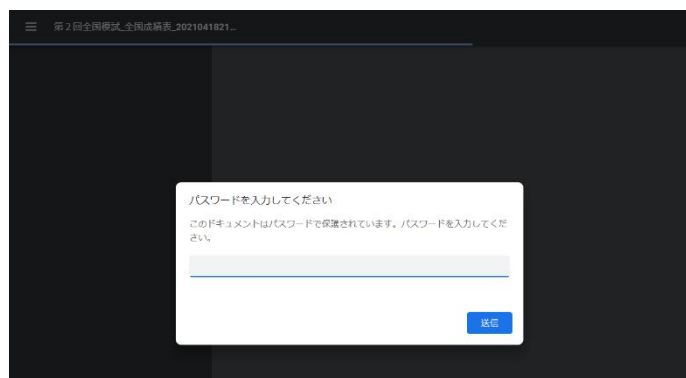 第2回全国模試_全国成績表_2021041821...
パスワードを入力してください
このドキュメントはパスワードで保護されています。パスワードを入力してくだ
さい。
送信